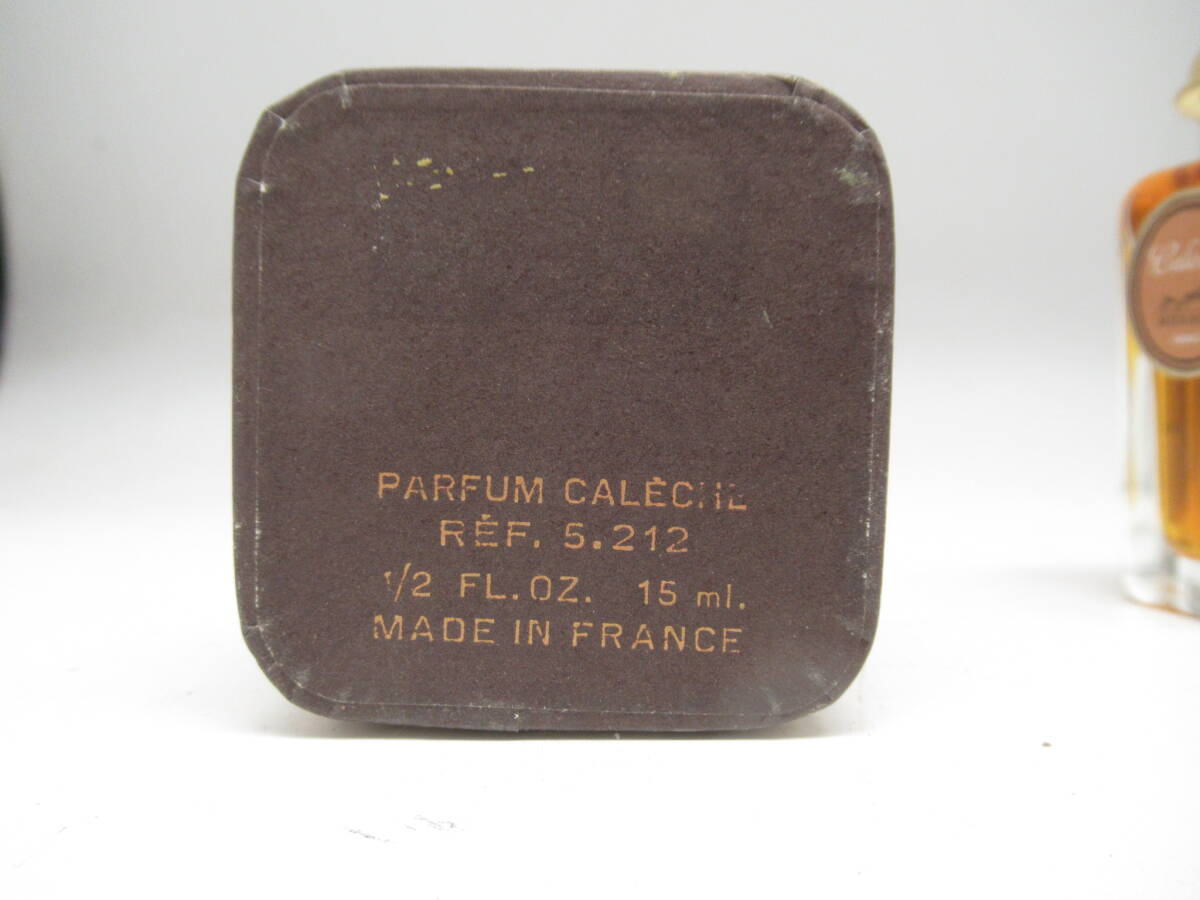 PARFUM CALÈCHE
RÉF. 5.212
1/2 FL.OZ. 15 ml.
MADE IN FRANCE